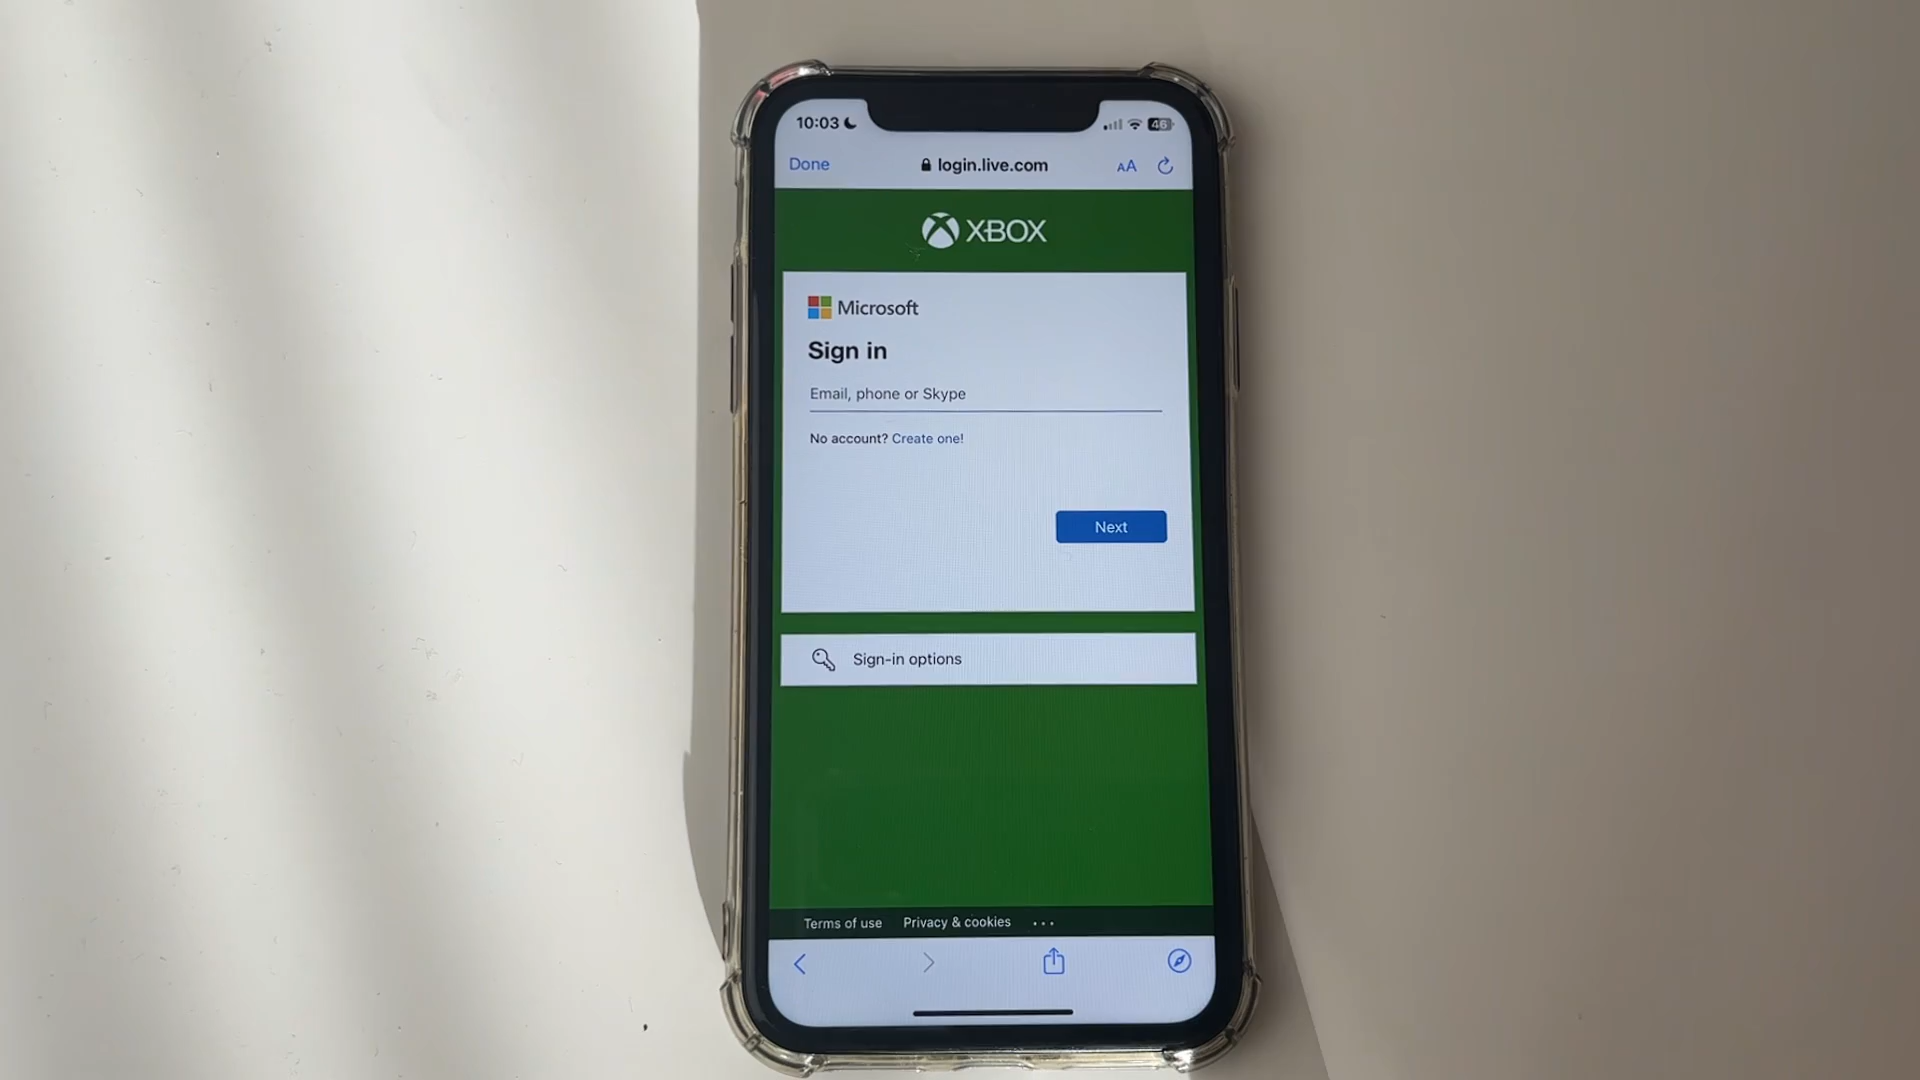 10:03
46
Done
login.live.com
AA
XBOX
Microsoft
Sign in
Email, phone or Skype
No account? Create one!
Next
Sign-in options
Terms of use Privacy & cookies ...